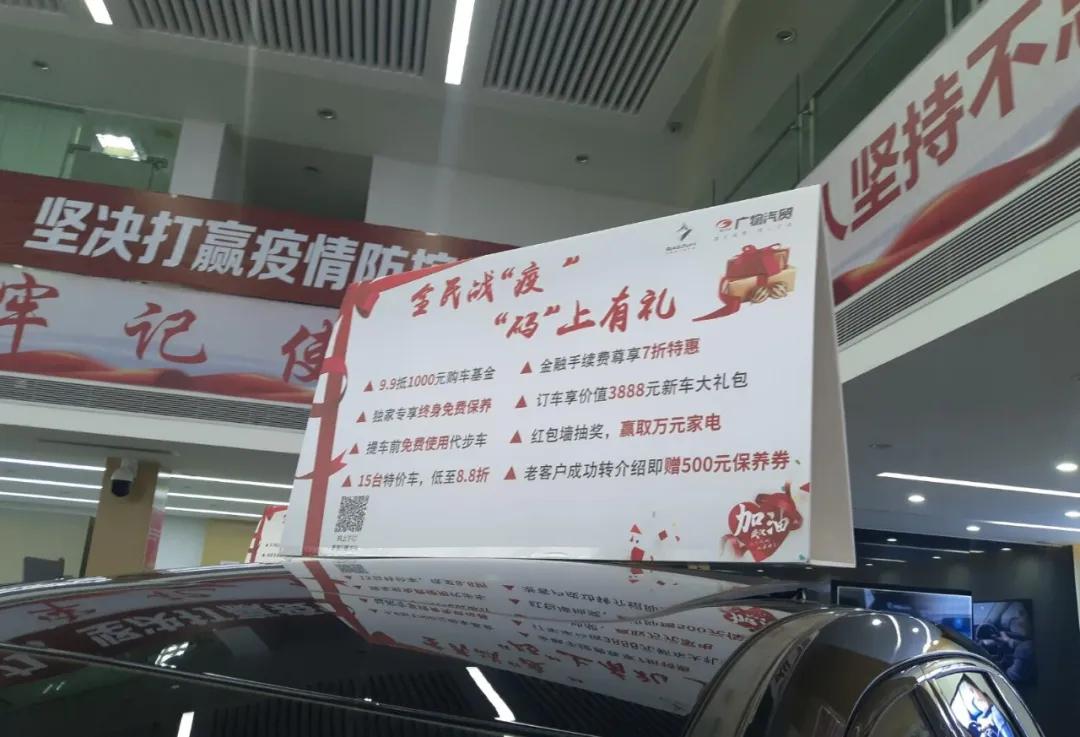 坚决打赢疫情防控
牢记使
人坚持不忘
广物汽贸
全民战“疫”
“码”上有礼
▲ 9.9抵1000元购车基金
▲ 独家专享终身免费保养
▲ 提车前免费使用代步车
▲ 15台特价车，低至8.8折
▲ 金融手续费尊享7折特惠
▲ 订车享价值3888元新车大礼包
▲ 红包墙抽奖，赢取万元家电
▲ 老客户成功转介绍即赠500元保养券
加油